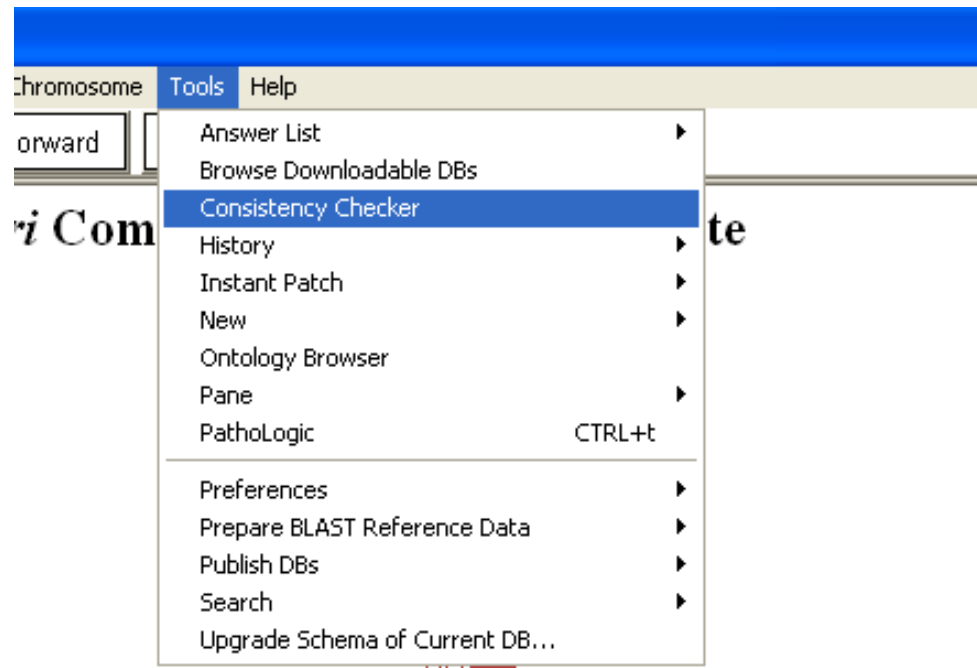 Chromosome Tools Help
orward
Answer List
Browse Downloadable DBs
Consistency Checker
ri Com te
History
Instant Patch
New
Ontology Browser
Pane
PathoLogic CTRL+t
Preferences
Prepare BLAST Reference Data
Publish DBs
Search
Upgrade Schema of Current DB...